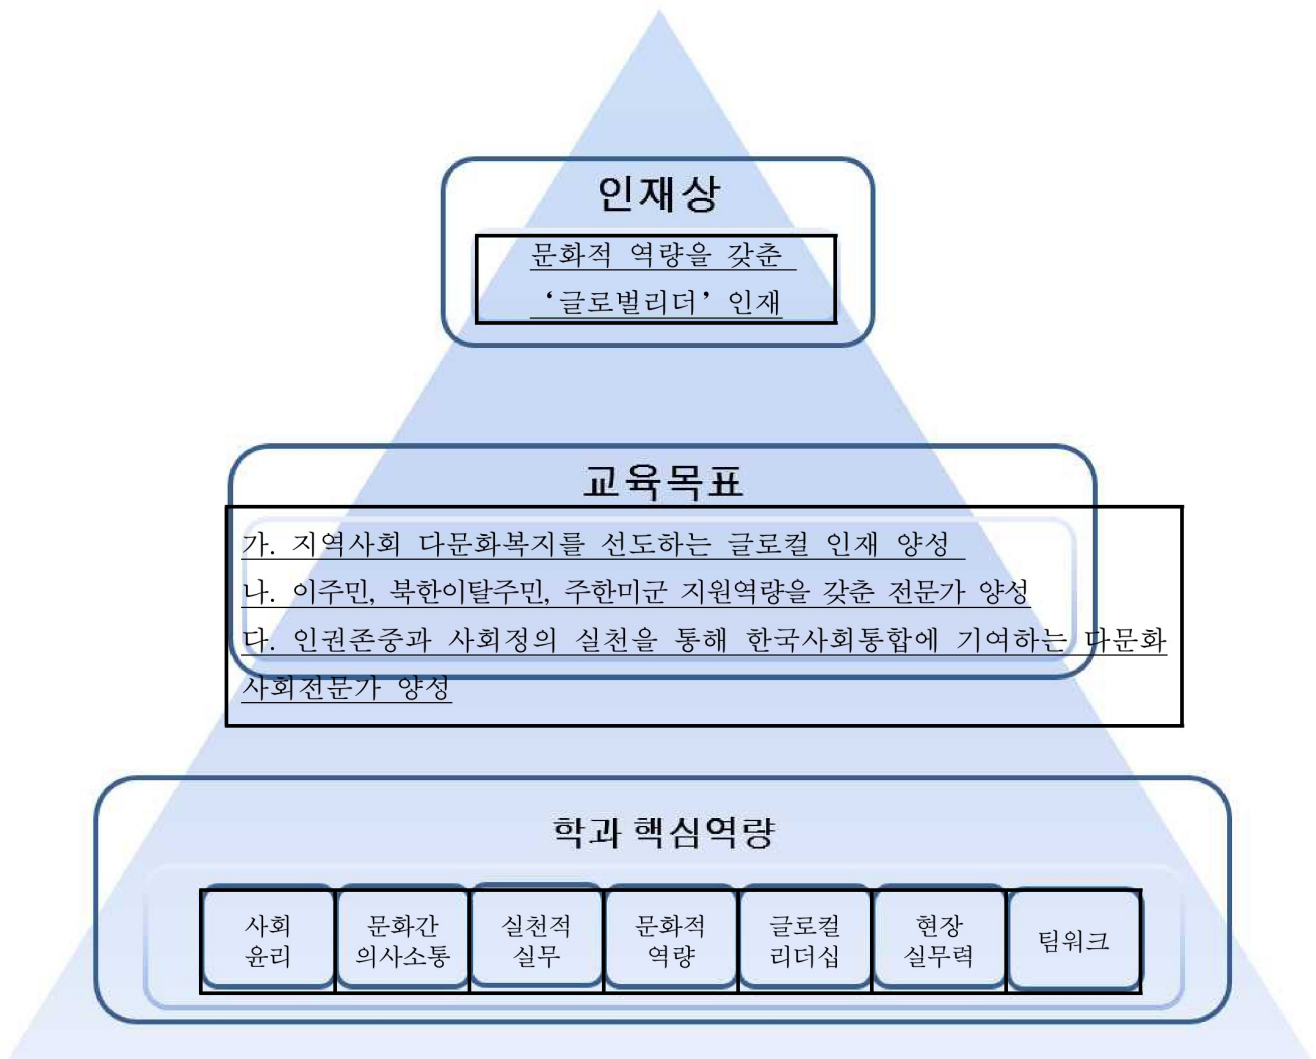 인재상
문화적 역량을 갖춘
‘글로벌리더’ 인재
교육목표
가. 지역사회 다문화복지를 선도하는 글로컬 인재 양성
나. 이주민, 북한이탈주민, 주한미군 지원역량을 갖춘 전문가 양성
다. 인권존중과 사회정의 실천을 통해 한국사회통합에 기여하는 다문화
사회전문가 양성
학과 핵심역량
사회
윤리
문화간
의사소통
실천적
실무
문화적
역량
글로컬
리더십
현장
실무력
팀워크